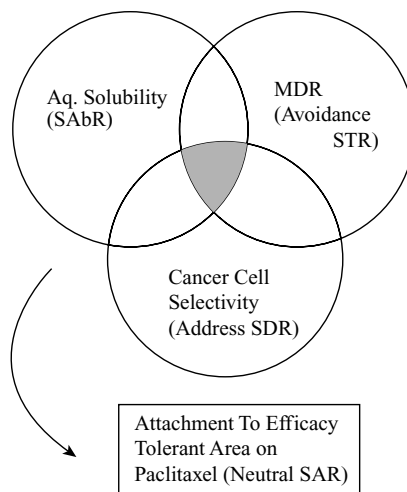 Aq. Solubility
(SAbR)
MDR
(Avoidance
STR)
Cancer Cell
Selectivity
(Address SDR)
Attachment To Efficacy
Tolerant Area on
Paclitaxel (Neutral SAR)